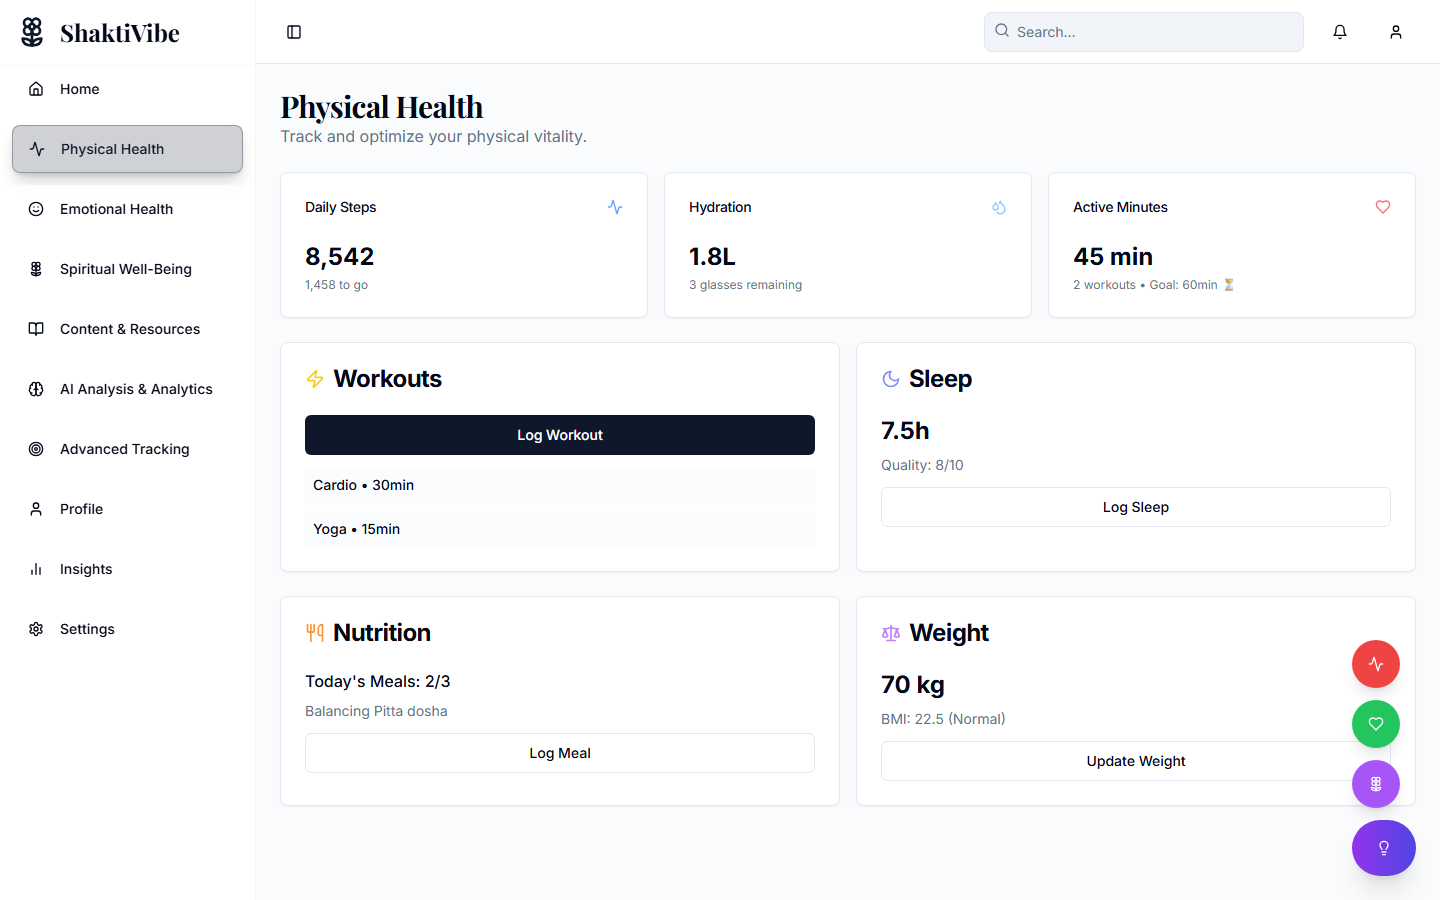 ShaktiVibe
Home
Physical Health
Emotional Health
Spiritual Well-Being
Content & Resources
AI Analysis & Analytics
Advanced Tracking
Profile
Insights
Settings
Search...
Physical Health
Track and optimize your physical vitality.
Daily Steps
8,542
1,458 to go
Hydration
1.8L
3 glasses remaining
Active Minutes
45 min
2 workouts • Goal: 60min ⏳
Workouts
Log Workout
Cardio • 30min
Yoga • 15min
Sleep
7.5h
Quality: 8/10
Log Sleep
Nutrition
Today's Meals: 2/3
Balancing Pitta dosha
Log Meal
Weight
70 kg
BMI: 22.5 (Normal)
Update Weight